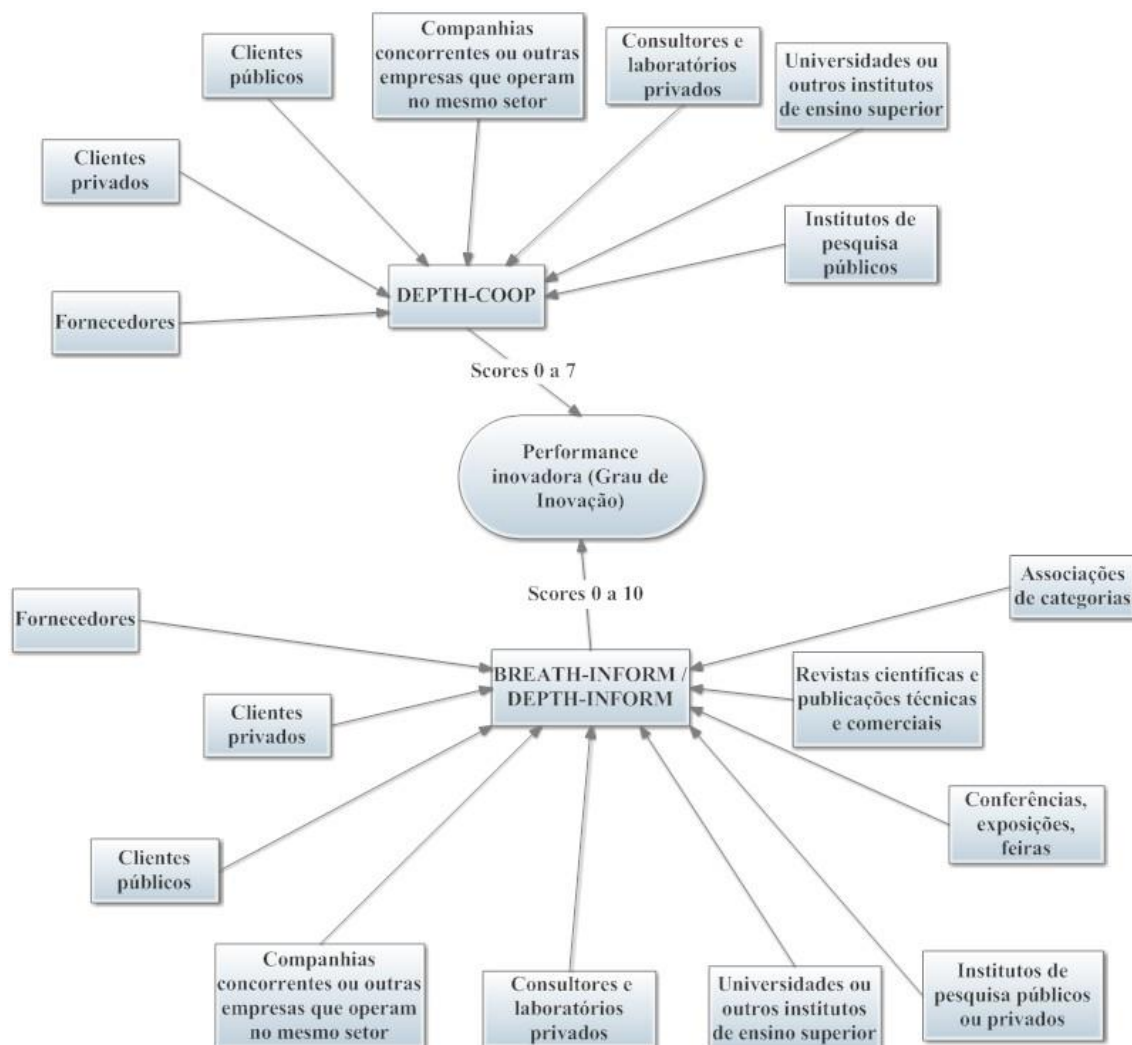 Clientes
públicos
Companhias
concorrentes ou outras
empresas que operam
no mesmo setor
Consultores e
laboratórios
privados
Universidades ou
outros institutos
de ensino superior
Clientes
privados
Institutos de
pesquisa
públicos
Fornecedores
DEPTH-COOP
Scores 0 a 7
Performance
inovadora (Grau de
Inovação)
Scores 0 a 10
Fornecedores
Associações
de categorias
BREATH-INFORM /
DEPTH-INFORM
Revistas científicas e
publicações técnicas
e comerciais
Clientes
privados
Conferências,
exposições,
feiras
Clientes
públicos
Companhias
concorrentes ou outras
empresas que operam
no mesmo setor
Consultores e
laboratórios
privados
Universidades ou
outros institutos
de ensino superior
Institutos de
pesquisa públicos
ou privados